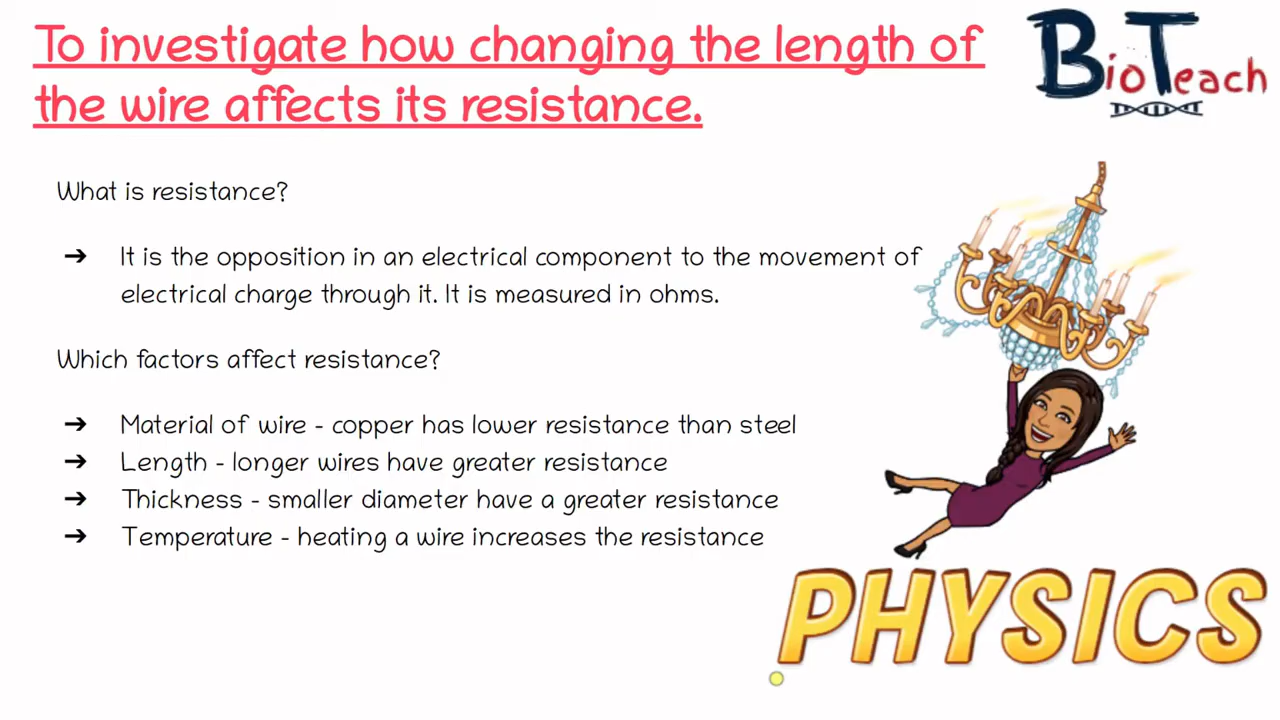 To investigate how changing the length of
the wire affects its resistance.
BioTeach
What is resistance?
➔ It is the opposition in an electrical component to the movement of
electrical charge through it. It is measured in ohms.
Which factors affect resistance?
➔ Material of wire - copper has lower resistance than steel
➔ Length - longer wires have greater resistance
➔ Thickness - smaller diameter have a greater resistance
➔ Temperature - heating a wire increases the resistance
PHYSICS